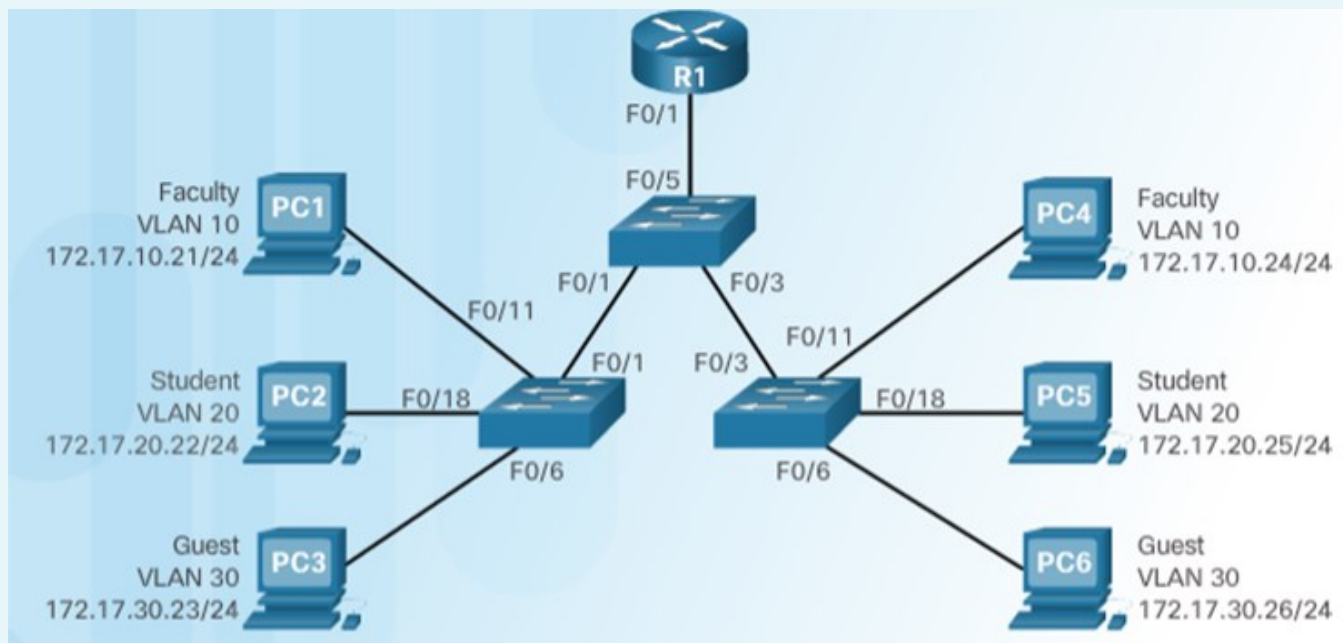 R1
F0/1
F0/5
Faculty
VLAN 10
172.17.10.21/24
PC1
PC4
Faculty
VLAN 10
172.17.10.24/24
F0/1
F0/3
F0/11
F0/11
F0/1
F0/3
Student
VLAN 20
172.17.20.22/24
PC2
F0/18
F0/18
PC5
Student
VLAN 20
172.17.20.25/24
F0/6
F0/6
Guest
VLAN 30
172.17.30.23/24
PC3
PC6
Guest
VLAN 30
172.17.30.26/24